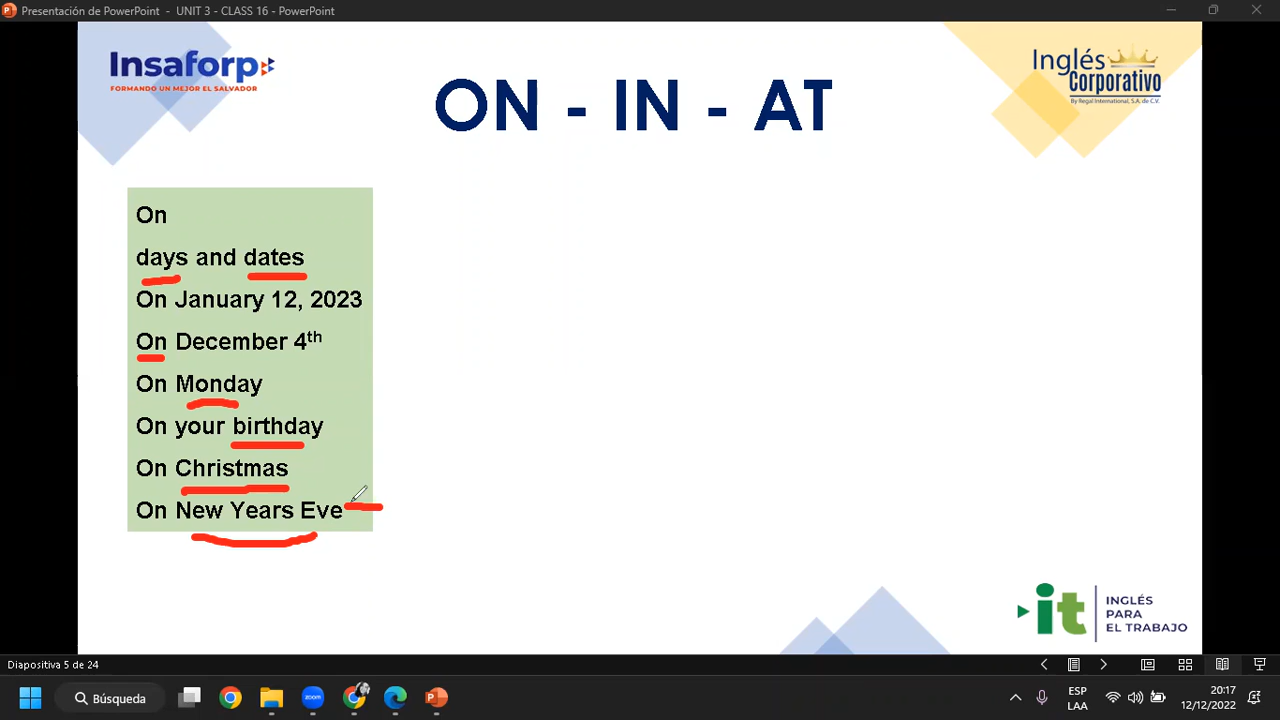 Presentación de PowerPoint - UNIT 3 - CLASS 16 - PowerPoint
Insaforp
FORMANDO UN MEJOR EL SALVADOR
Inglés
Corporativo
By Regal International, S.A. de C.V.
ON - IN - AT
On
days and dates
On January 12, 2023
On December 4th
On Monday
On your birthday
On Christmas
On New Years Eve
it
INGLÉS
PARA
EL TRABAJO
Diapositiva 5 de 24
Búsqueda
zoom
ESP
LAA
20:17
12/12/2022